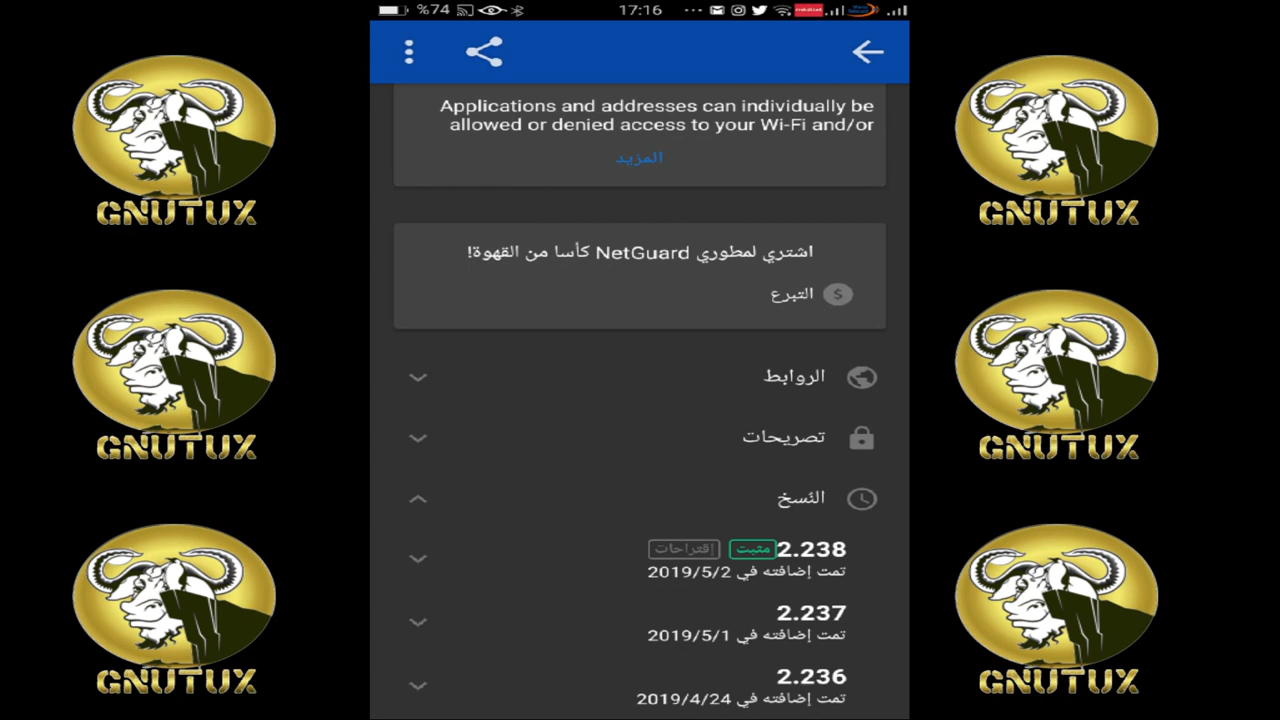 %74
17:16
Applications and addresses can individually be
allowed or denied access to your Wi-Fi and/or
المزيد
اشتري لمطوري NetGuard كأسا من القهوة!
التبرع
الروابط
تصريحات
النُسخ
2.238 مثبت إقتراحات
تمت إضافته في 2019/5/2
2.237
تمت إضافته في 2019/5/1
2.236
تمت إضافته في 2019/4/24
GNUTUX
GNUTUX
GNUTUX
GNUTUX
GNUTUX
GNUTUX